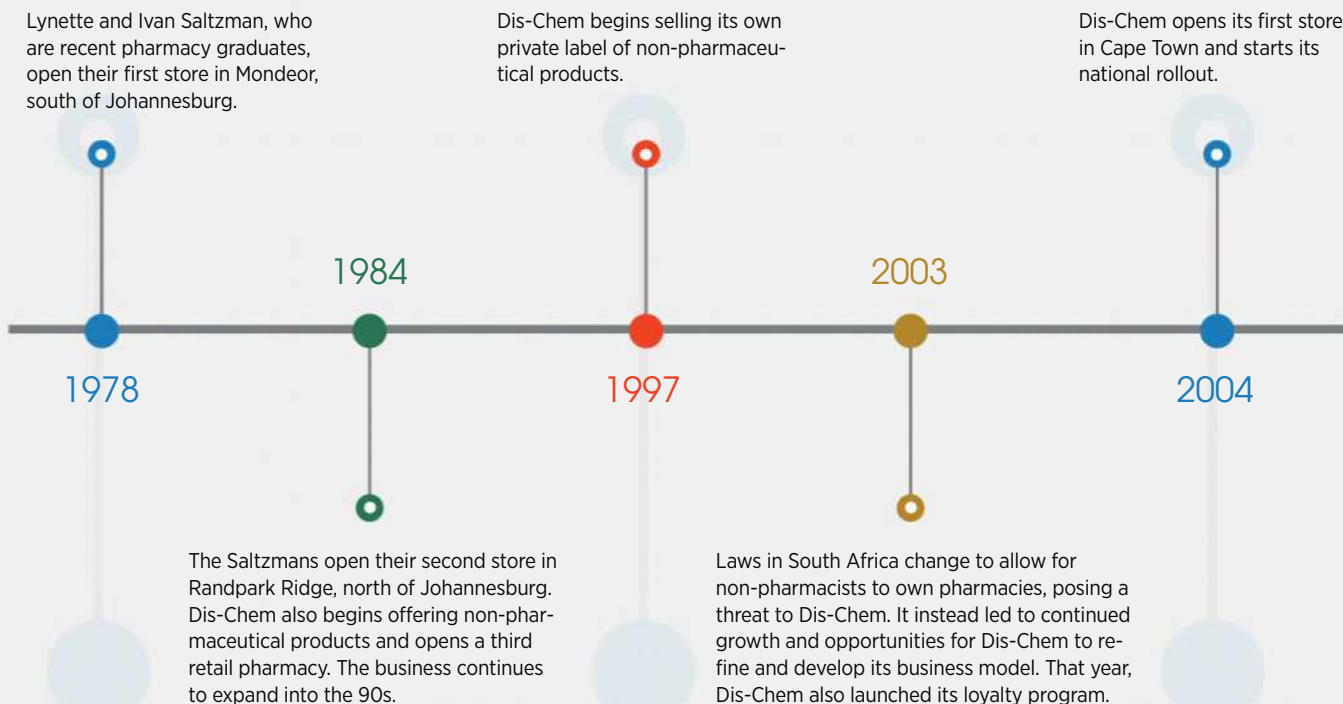 Lynette and Ivan Saltzman, who
are recent pharmacy graduates,
open their first store in Mondeor,
south of Johannesburg.
1978
1984
The Saltzmans open their second store in
Randpark Ridge, north of Johannesburg.
Dis-Chem also begins offering non-phar-
maceutical products and opens a third
retail pharmacy. The business continues
to expand into the 90s.
Dis-Chem begins selling its own
private label of non-pharmaceu-
tical products.
1997
2003
Laws in South Africa change to allow for
non-pharmacists to own pharmacies, posing a
threat to Dis-Chem. It instead led to continued
growth and opportunities for Dis-Chem to re-
fine and develop its business model. That year,
Dis-Chem also launched its loyalty program.
Dis-Chem opens its first store
in Cape Town and starts its
national rollout.
2004